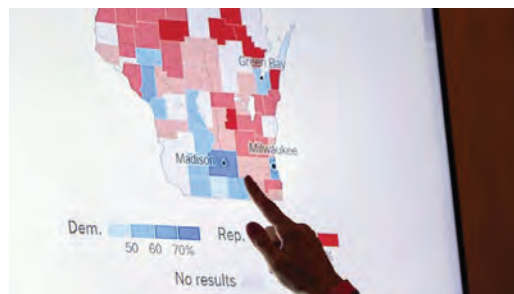 Green Bay
Milwaukee
Madison
Dem.
Rep.
50 60 70%
%
No results